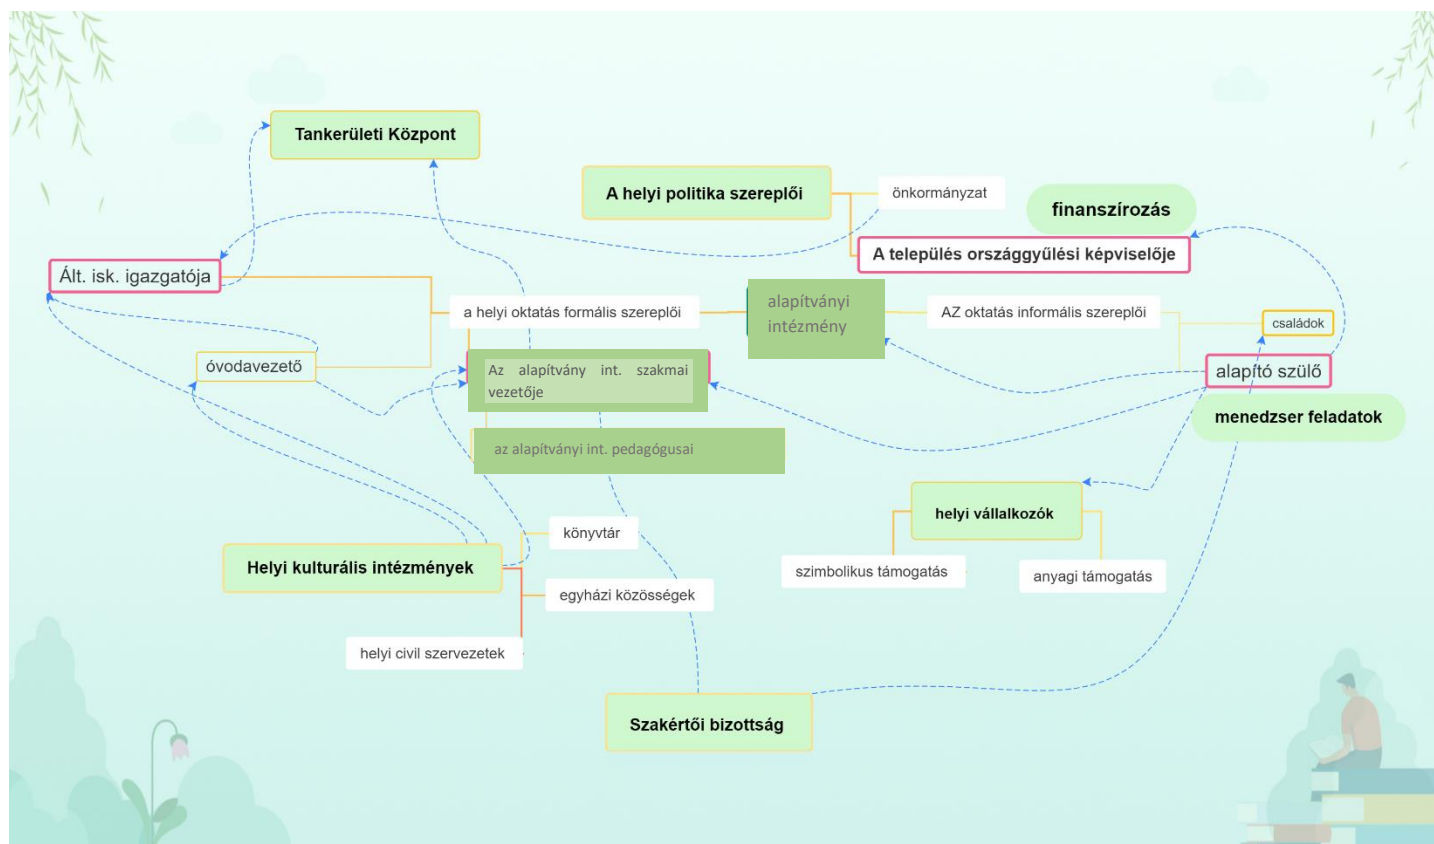 Tankerületi Központ
A helyi politika szereplői
önkormányzat
finanszírozás
A település országgyűlési képviselője
Ált. isk. igazgatója
a helyi oktatás formális szereplői
alapítványi
intézmény
AZ oktatás informális szereplői
családok
óvodavezető
Az alapítvány int. szakmai
vezetője
alapító szülő
menedzser feladatok
az alapítványi int. pedagógusai
helyi vállalkozók
könyvtár
Helyi kulturális intézmények
szimbolikus támogatás
anyagi támogatás
egyházi közösségek
helyi civil szervezetek
Szakértői bizottság